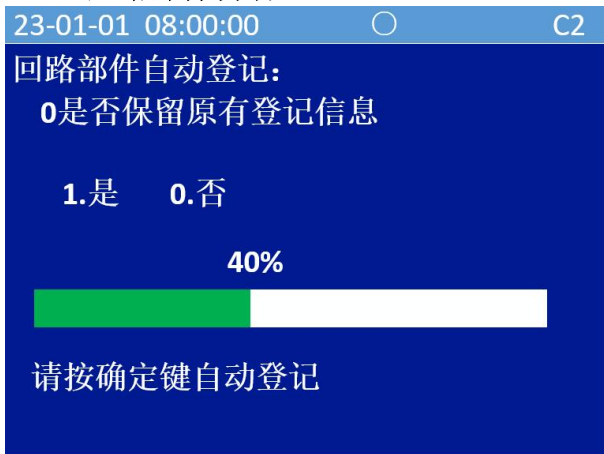 23-01-01 08:00:00 ○ C2
回路部件自动登记：
0是否保留原有登记信息
1.是 0.否
40%
请按确定键自动登记